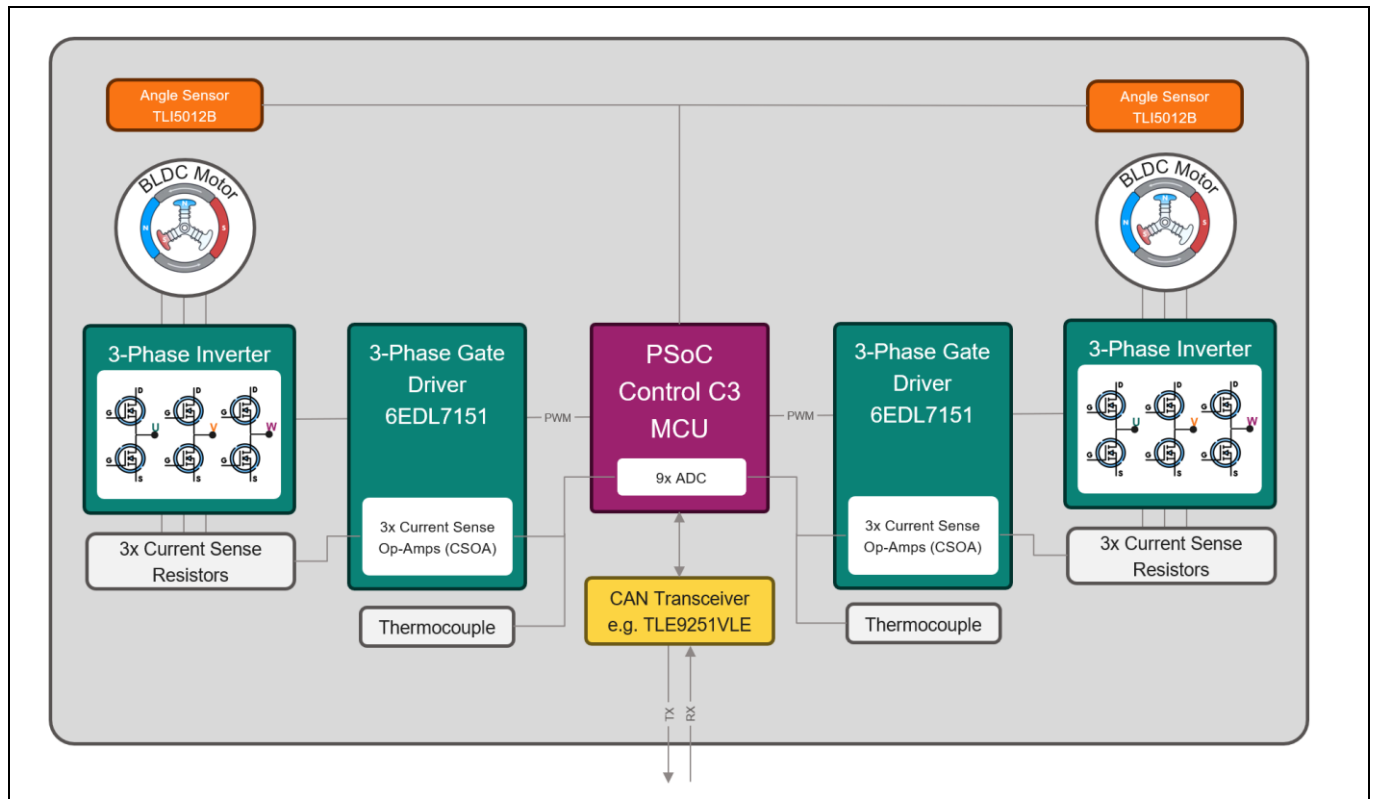 Angle Sensor
TLI5012B
Angle Sensor
TLI5012B
BLDC Motor
N
N
S
S
BLDC Motor
N
N
S
S
3-Phase Inverter
D
G
U
V
W
G
S
3-Phase Gate
Driver
6EDL7151
PWM
PSoC
Control C3
MCU
9x ADC
PWM
3-Phase Gate
Driver
6EDL7151
3-Phase Inverter
D
G
U
V
W
G
S
3x Current Sense
Resistors
3x Current Sense
Op-Amps (CSOA)
3x Current Sense
Op-Amps (CSOA)
3x Current Sense
Resistors
Thermocouple
CAN Transceiver
e.g. TLE9251VLE
Thermocouple
TX
RX